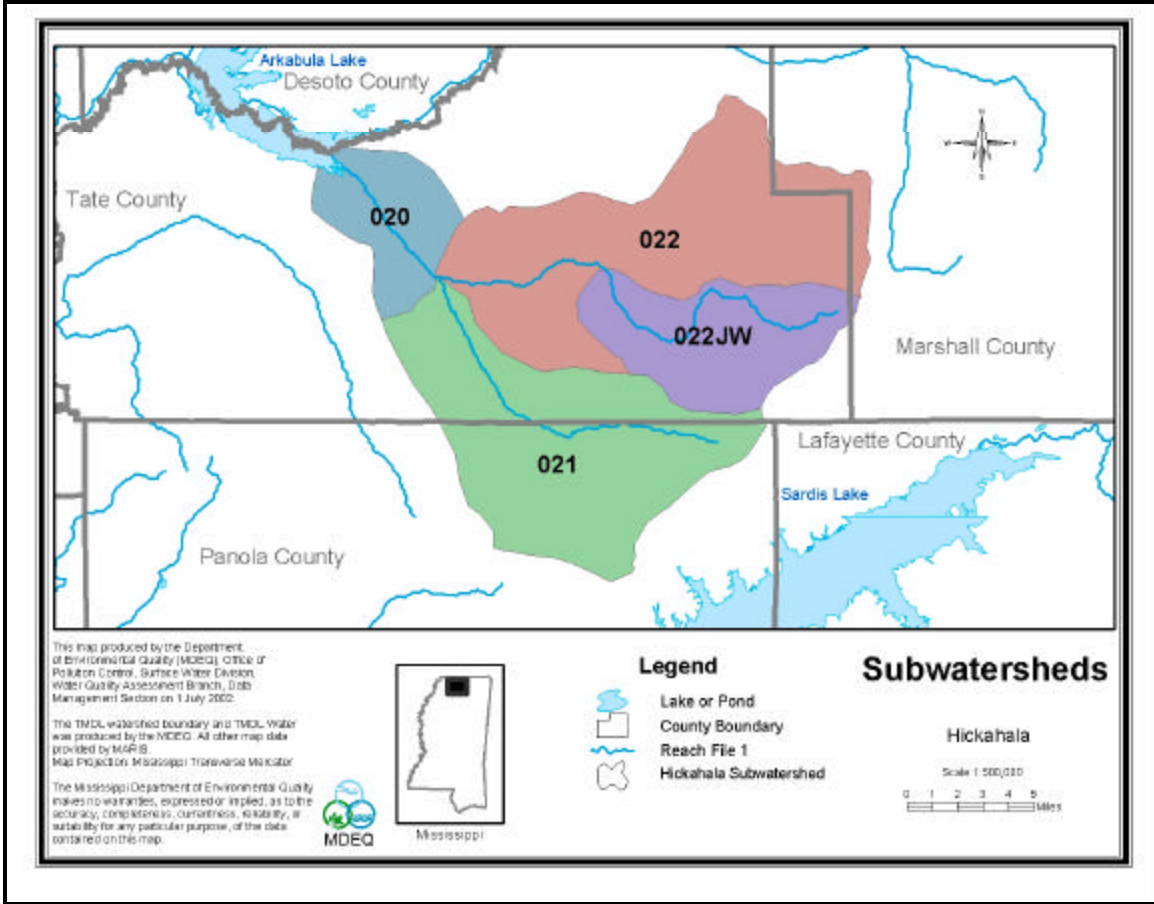 Arkabula Lake
Desoto County
Tate County
020
022
022JW
Marshall County
Lafayette County
021
Sardis Lake
Panola County
N
W
E
S
This map produced by the Department
of Environmental Quality (MDEQ), Office of
Pollution Control, Surface Water Division,
Water Quality Assessment Branch, Data
Management Section on 1 July 2002.
The TMDL watershed boundary and TMDL Water
was produced by the MDEQ. All other map data
provided by MARIS.
Map Projection: Mississippi Transverse Mercator
The Mississippi Department of Environmental Quality
makes no warranties, expressed or implied, as to the
accuracy, completeness, currentness, reliability, or
suitability for any particular purpose, of the data
contained on this map.
MDEQ
Mississippi
Legend
Lake or Pond
County Boundary
Reach File 1
Hickahala Subwatershed
Subwatersheds
Hickahala
Scale 1:500,000
0 1 2 3 4 5
Miles